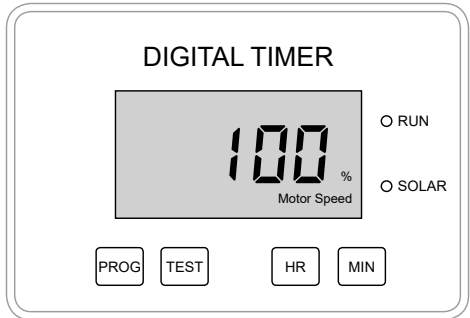 DIGITAL TIMER
RUN
100 %
SOLAR
Motor Speed
PROG TEST HR MIN